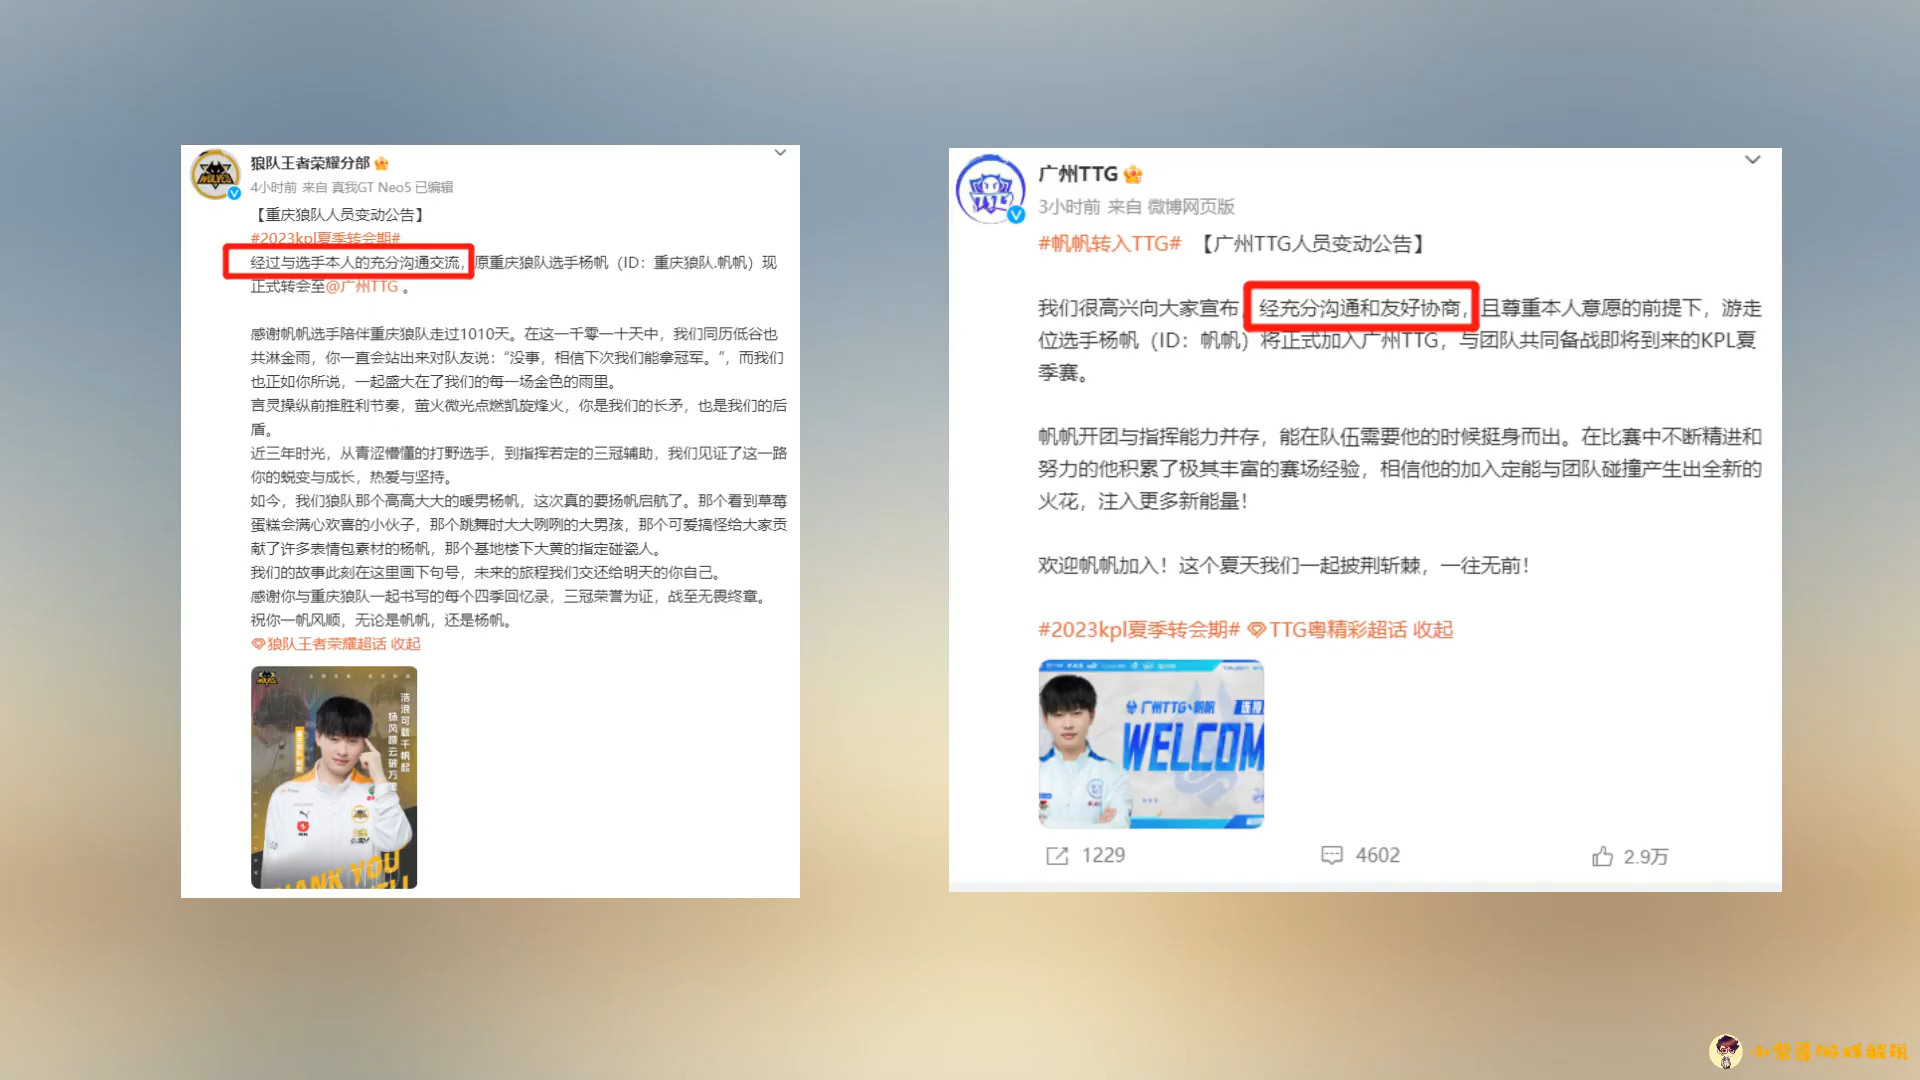 狼队王者荣耀分部
4小时前 来自 真我GT Neo5 已编辑
【重庆狼队人员变动公告】
#2023kpl夏季转会期#
经过与选手本人的充分沟通交流，原重庆狼队选手杨帆（ID：重庆狼队.帆帆）现
正式转会至@广州TTG 。
感谢帆帆选手陪伴重庆狼队走过1010天。在这一千零一十天中，我们同历低谷也
共淋金雨，你一直会站出来对队友说：“没事，相信下次我们能拿冠军。”，而我们
也正如你所说，一起盛大在了我们的每一场金色的雨里。
言灵操纵前推胜利节奏，萤火微光点燃凯旋烽火，你是我们的长矛，也是我们的后
盾。
近三年时光，从青涩懵懂的打野选手，到指挥若定的三冠辅助，我们见证了这一路
你的蜕变与成长，热爱与坚持。
如今，我们狼队那个高高大大的暖男杨帆，这次真的要扬帆启航了。那个看到草莓
蛋糕会满心欢喜的小伙子，那个跳舞时大大咧咧的大男孩，那个可爱搞怪给大家贡
献了许多表情包素材的杨帆，那个基地楼下大黄的指定碰瓷人。
我们的故事此刻在这里画下句号，未来的旅程我们交还给明天的你自己。
感谢你与重庆狼队一起书写的每个四季回忆录，三冠荣誉为证，战至无畏终章。
祝你一帆风顺，无论是帆帆，还是杨帆。
狼队王者荣耀超话 收起
浩浪可载千帆起
扬风踏云破万里
重庆狼队帆帆
THANK YOU
广州TTG
3小时前 来自 微博网页版
#帆帆转入TTG# 【广州TTG人员变动公告】
我们很高兴向大家宣布，经充分沟通和友好协商，且尊重本人意愿的前提下，游走
位选手杨帆（ID：帆帆）将正式加入广州TTG，与团队共同备战即将到来的KPL夏
季赛。
帆帆开团与指挥能力并存，能在队伍需要他的时候挺身而出。在比赛中不断精进和
努力的他积累了极其丰富的赛场经验，相信他的加入定能与团队碰撞产生出全新的
火花，注入更多新能量！
欢迎帆帆加入！这个夏天我们一起披荆斩棘，一往无前！
#2023kpl夏季转会期# TTG粤精彩超话 收起
广州TTG、帆帆
WELCOM
1229
4602
2.9万